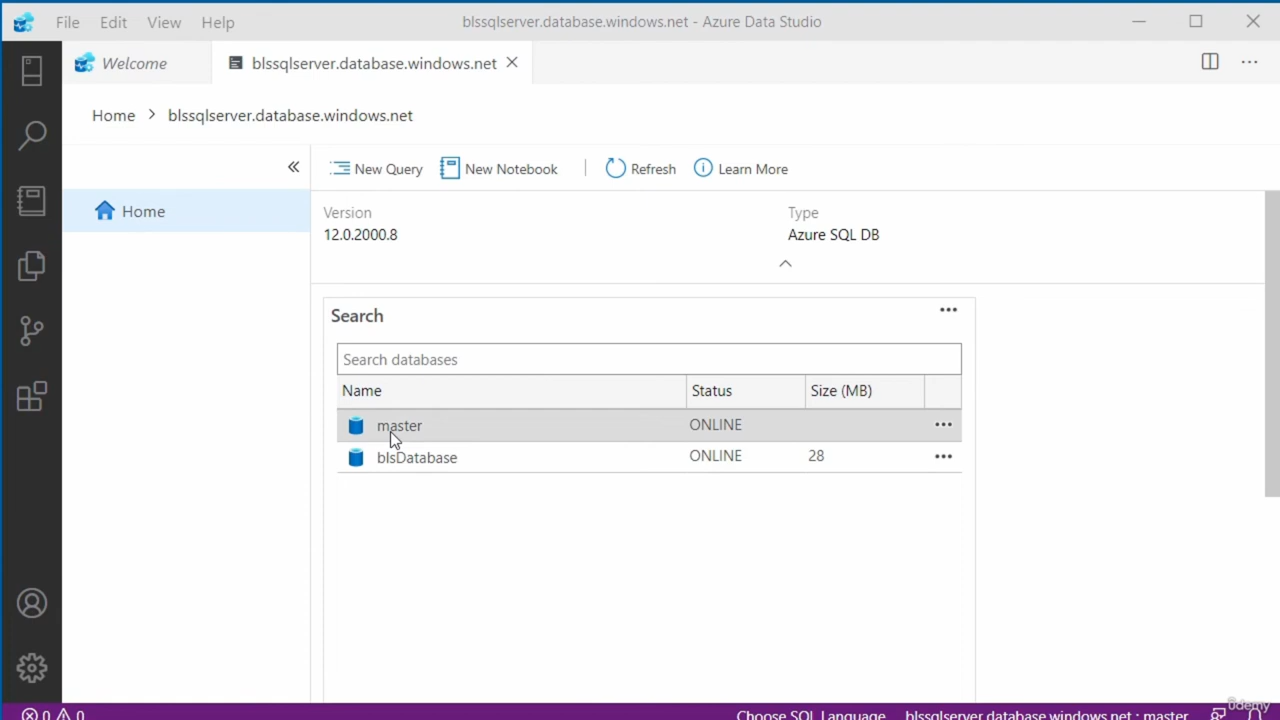 File Edit View Help blssqlserver.database.windows.net - Azure Data Studio
Welcome blssqlserver.database.windows.net
Home > blssqlserver.database.windows.net
« New Query New Notebook Refresh Learn More
Home
Version Type
12.0.2000.8 Azure SQL DB
Search
Search databases
Name Status Size (MB)
master ONLINE
blsDatabase ONLINE 28
0 0 Choose SQL Language blssqlserver.database.windows.net : master
udemy